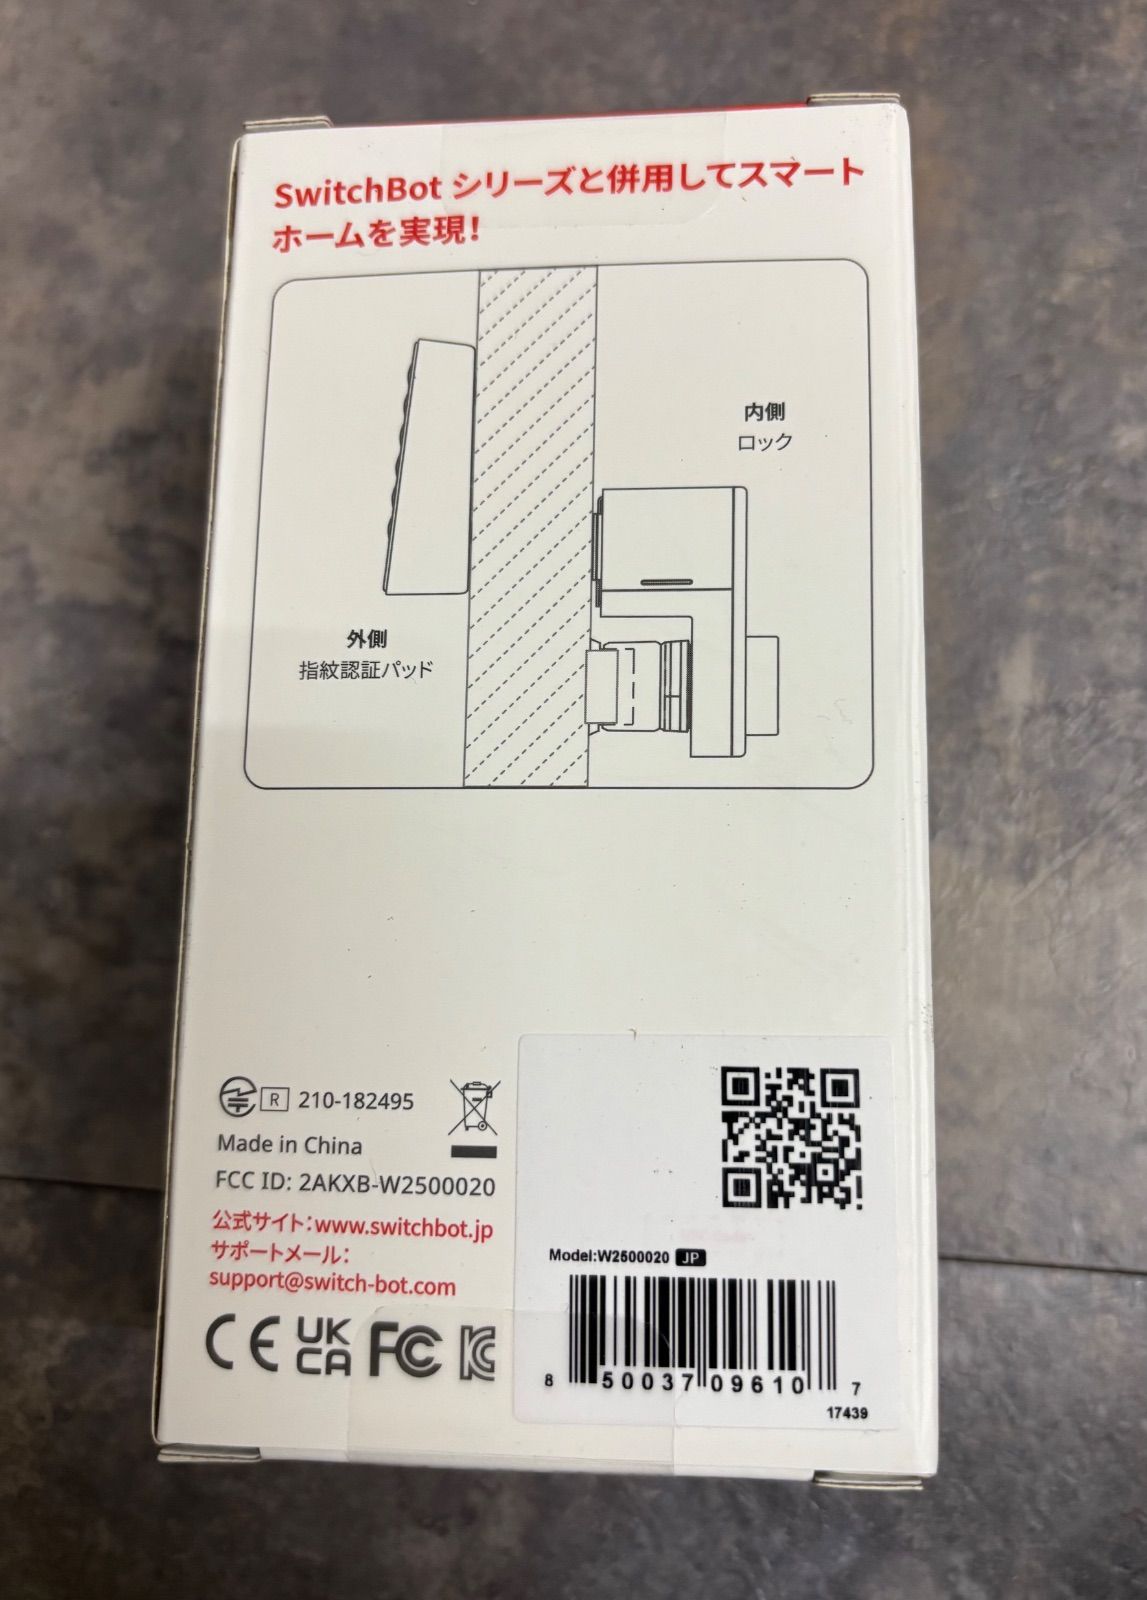 SwitchBot シリーズと併用してスマート
ホームを実現!
内側
ロック
外側
指紋認証パッド
R 210-182495
Made in China
FCC ID: 2AKXB-W2500020
公式サイト:www.switchbot.jp
サポートメール:
support@switch-bot.com
CE UK CA FC
Model:W2500020 JP
8 50037 09610 7
17439